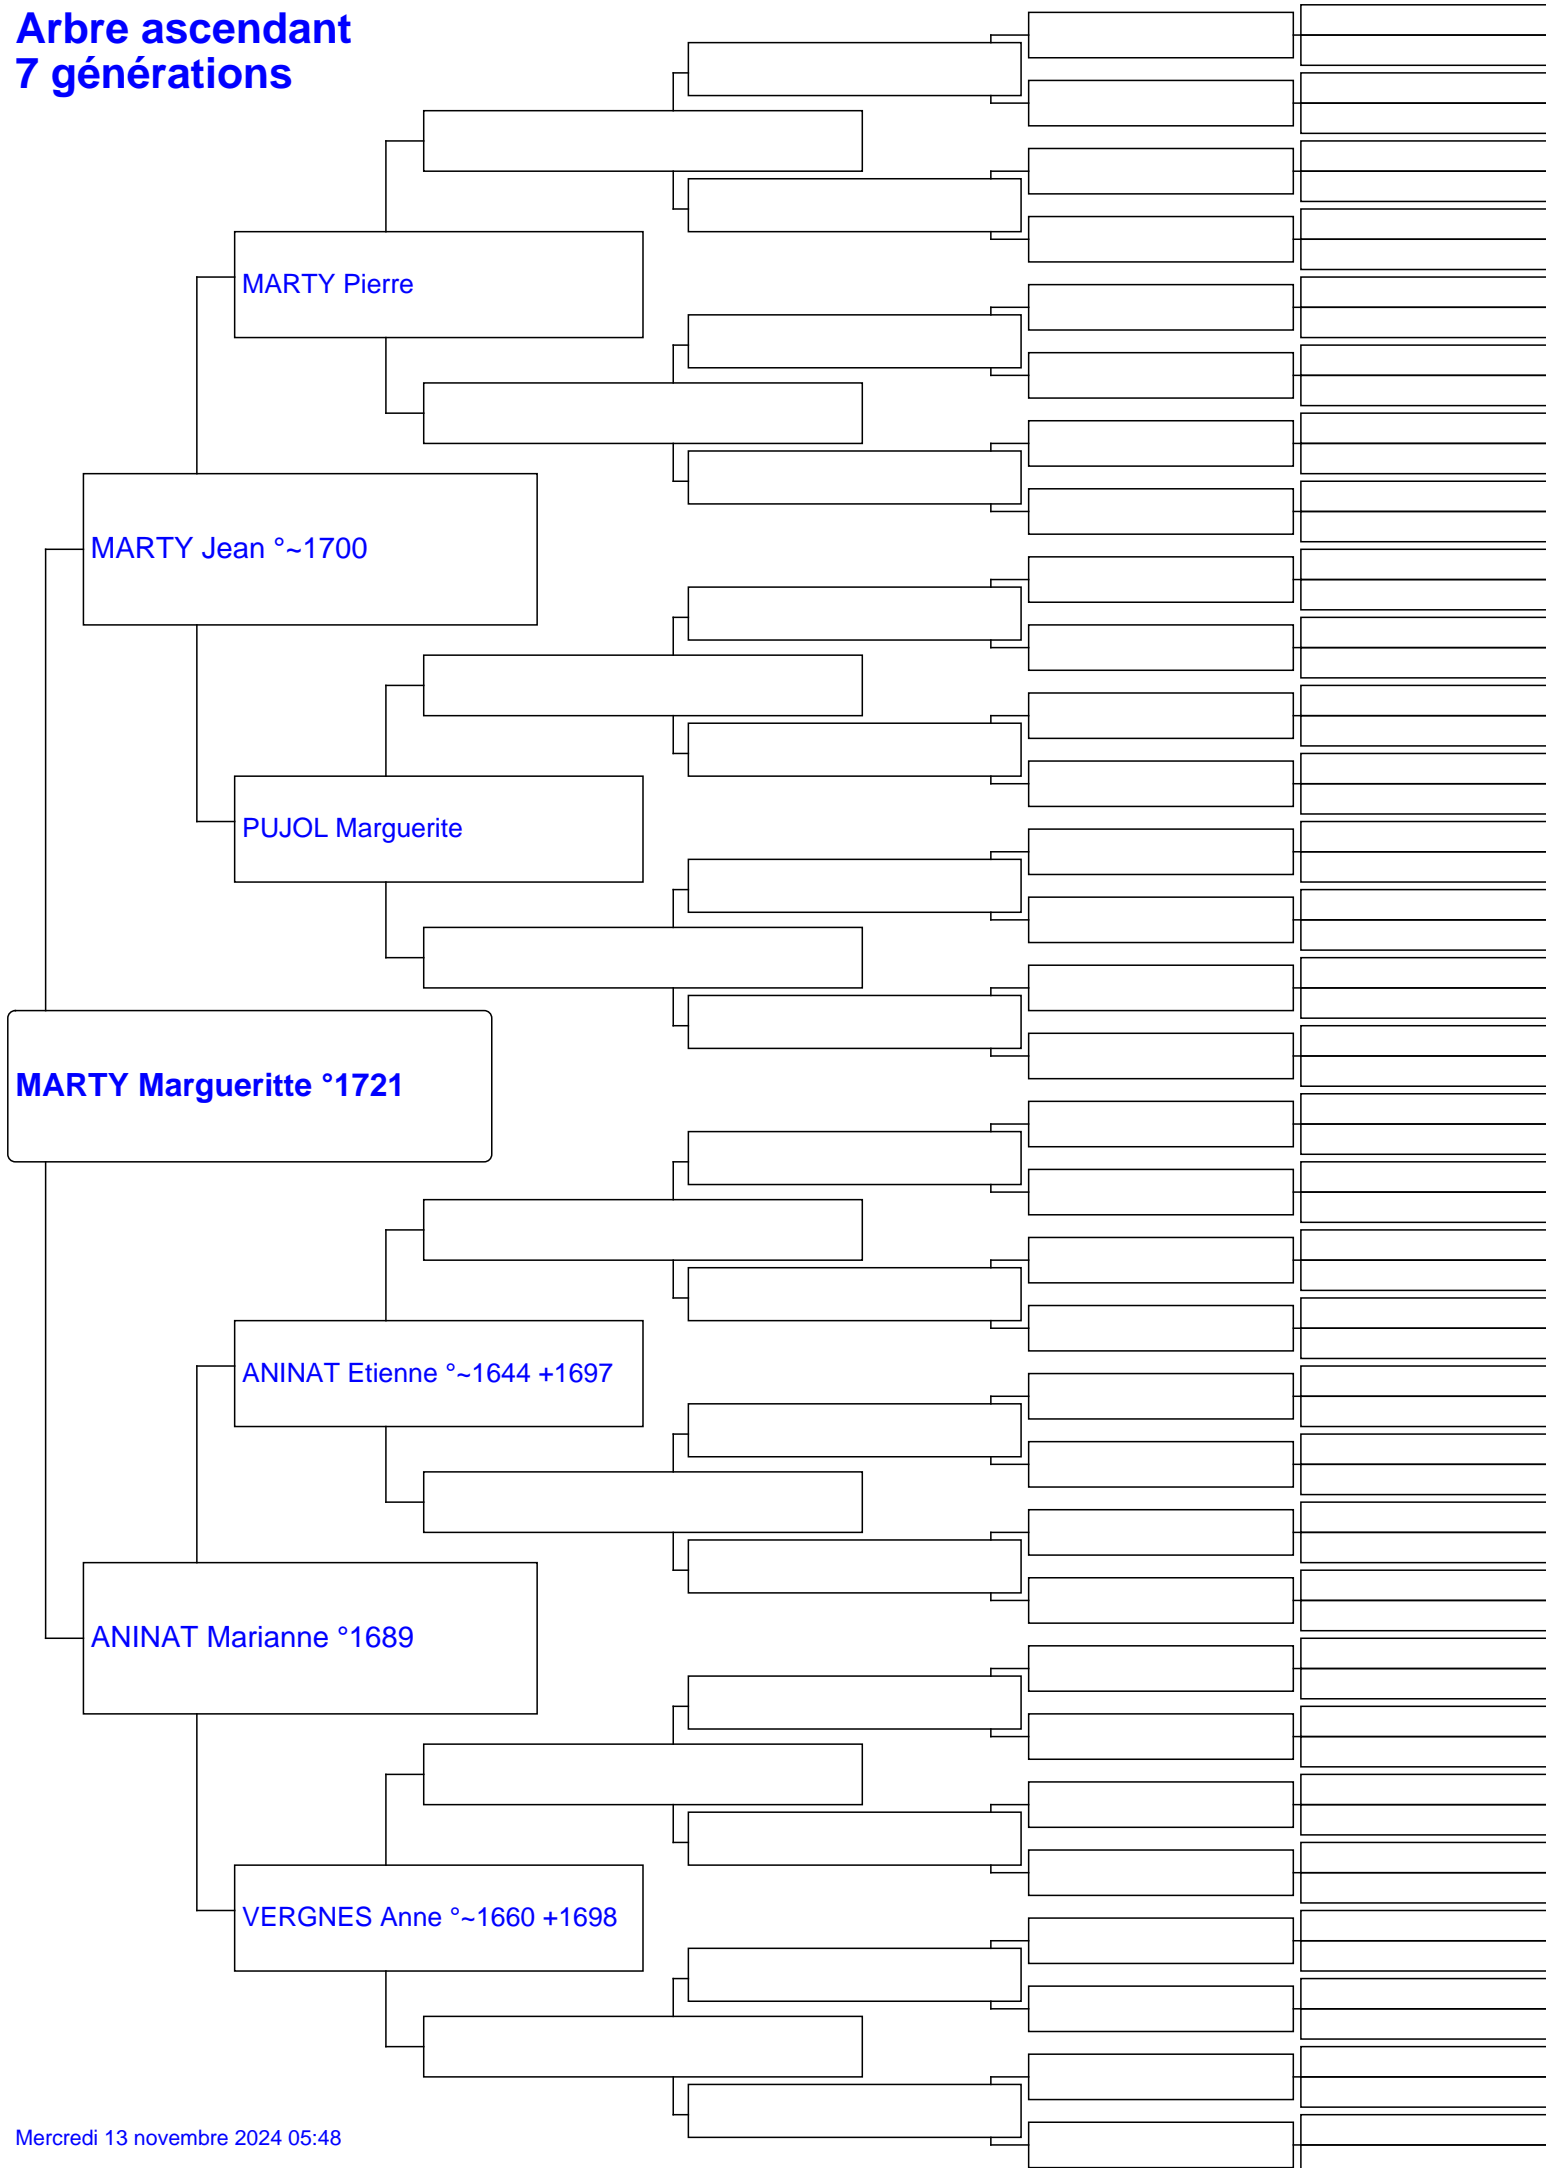 Arbre ascendant
7 générations
MARTY Pierre
MARTY Jean °~1700
PUJOL Marguerite
MARTY Margueritte °1721
ANINAT Etienne °~1644 +1697
ANINAT Marianne °1689
VERGNES Anne °~1660 +1698
Mercredi 13 novembre 2024 05:48